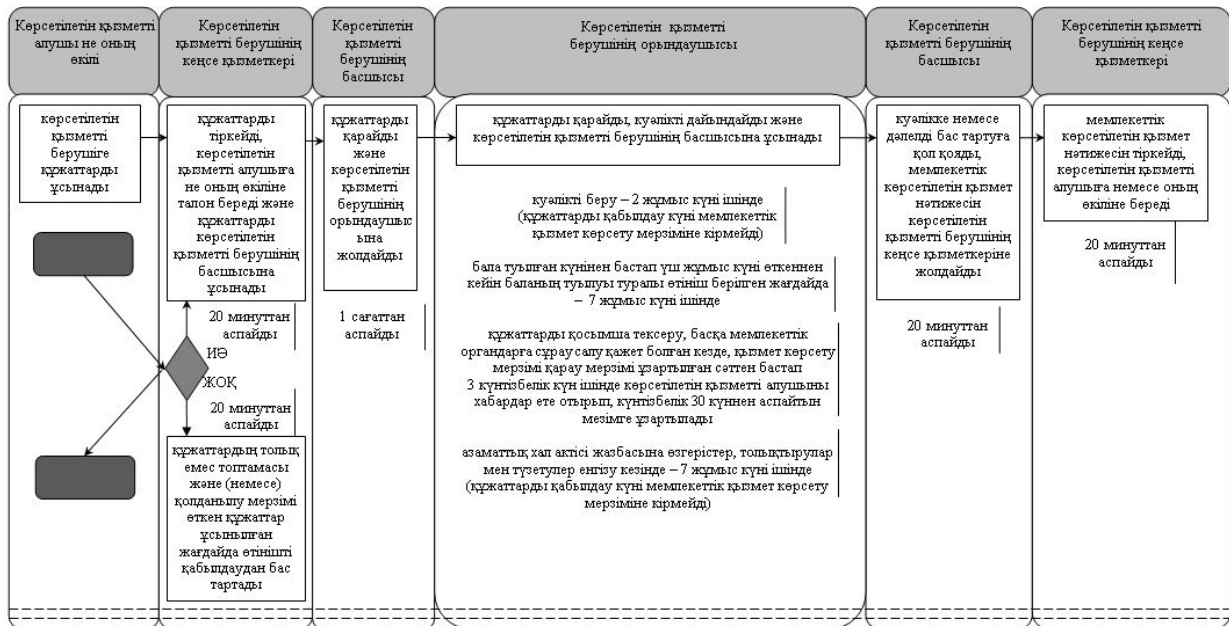 Көрсетілетін қызметті
алушы не оның
өкілі
Көрсетілетін
қызметті берушінің
кеңсе қызметкері
Көрсетілетін
қызметті
берушінің
басшысы
Көрсетілетін қызметті
берушінің орындаушысы
Көрсетілетін
қызметті берушінің
басшысы
Көрсетілетін қызметті
берушінің кеңсе
қызметкері
көрсетілетін
қызметті
берушіге
құжаттарды
ұсынады
құжаттарды
тіркейді,
көрсетілетін
қызметті алушыға
не оның өкіліне
талон береді және
құжаттарды
көрсетілетін
қызметті берушінің
басшысына
ұсынады
20 минуттан
аспайды
ИӘ
ЖОҚ
20 минуттан
аспайды
құжаттардың толық
емес топтамасы
және (немесе)
қолданылу мерзімі
өткен құжаттар
ұсынылған
жағдайда өтінішті
қабылдаудан бас
тартады
құжаттарды
қарайды
және
көрсетілетін
қызметті
берушінің
орындаушыс
ына
жолдайды
1 сағаттан
аспайды
құжаттарды қарайды, куәлікті дайындайды және
көрсетілетін қызметті берушінің басшысына ұсынады
куәлікті беру – 2 жұмыс күні ішінде
(құжаттарды қабылдау күні мемлекеттік
қызмет көрсету мерзіміне кірмейді)
бала туылған күнінен бастап үш жұмыс күні өткеннен
кейін баланың туылуы туралы өтініш берілген жағдайда
– 7 жұмыс күні ішінде
құжаттарды қосымша тексеру, басқа мемлекеттік
органдарға сұрау салу қажет болған кезде, қызмет көрсету
мерзімі қарау мерзімі ұзартылған сәттен бастап
3 күнтізбелік күн ішінде көрсетілетін қызметті алушыны
хабардар ете отырып, күнтізбелік 30 күннен аспайтын
мезімге ұзартылады
азаматтық хал актісі жазбасына өзгерістер, толықтырулар
мен түзетулер енгізу кезінде – 7 жұмыс күні ішінде
(құжаттарды қабылдау күні мемлекеттік қызмет көрсету
мерзіміне кірмейді)
куәлікке немесе
дәлелді бас тартуға
қол қояды,
мемлекеттік
көрсетілетін қызмет
нәтижесін
көрсетілетін
қызметті берушінің
кеңсе қызметкеріне
жолдайды
20 минуттан
аспайды
мемлекеттік
көрсетілетін қызмет
нәтижесін тіркейді,
көрсетілетін қызметті
алушыға немесе оның
өкіліне береді
20 минуттан
аспайды